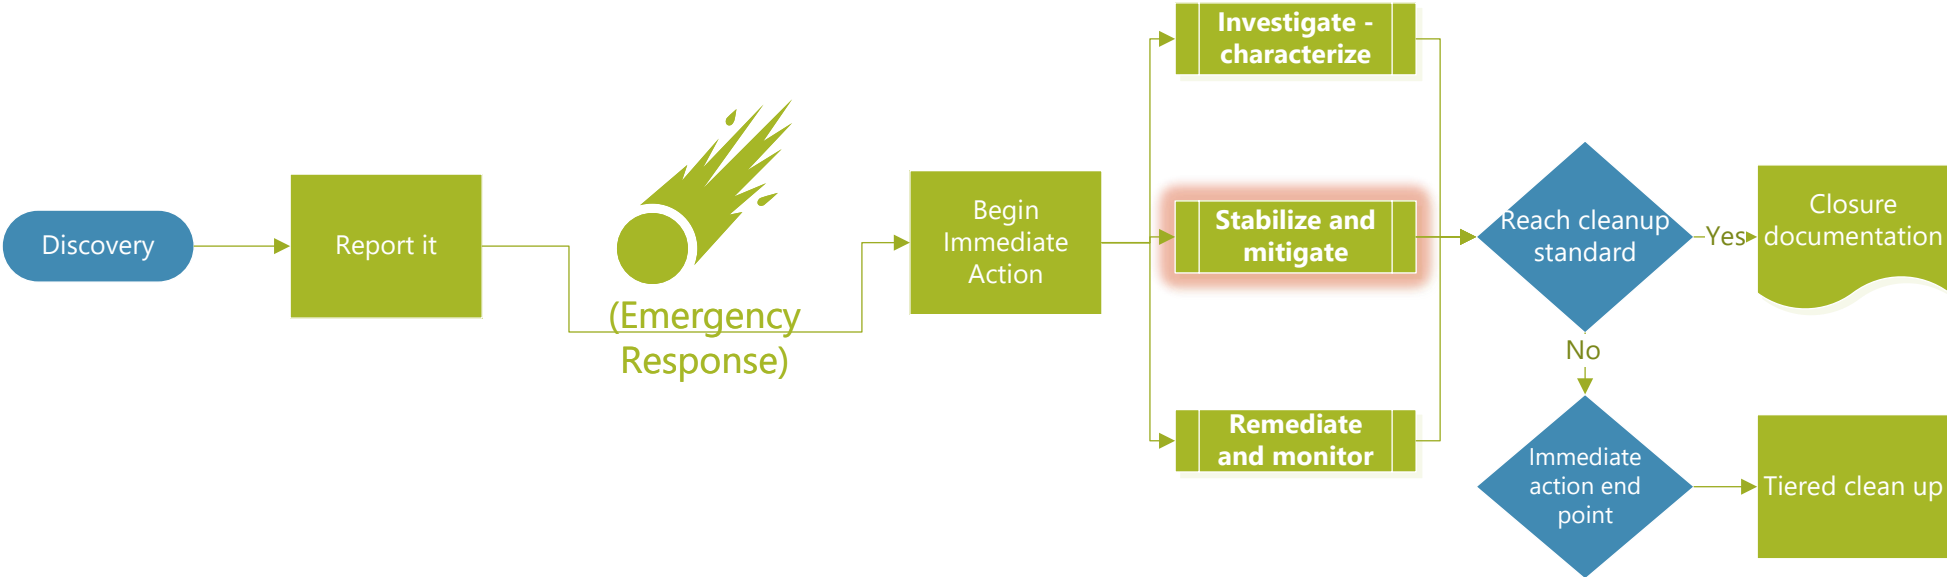 Discovery
Report it
(Emergency
Response)
Begin
Immediate
Action
Investigate -
characterize
Stabilize and
mitigate
Remediate
and monitor
Reach cleanup
standard
Yes
Closure
documentation
No
Immediate
action end
point
Tiered clean up